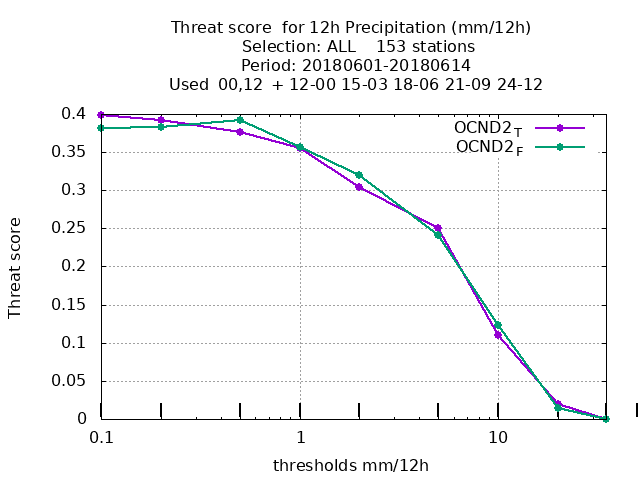 Threat score  for 12h Precipitation (mm/12h)
Selection: ALL    153 stations
Period: 20180601-20180614
Used  00,12  + 12-00 15-03 18-06 21-09 24-12
OCND2T
OCND2F
0.4
0.35
0.3
0.25
0.2
0.15
0.1
0.05
0
Threat score
0.1 1 10
thresholds mm/12h